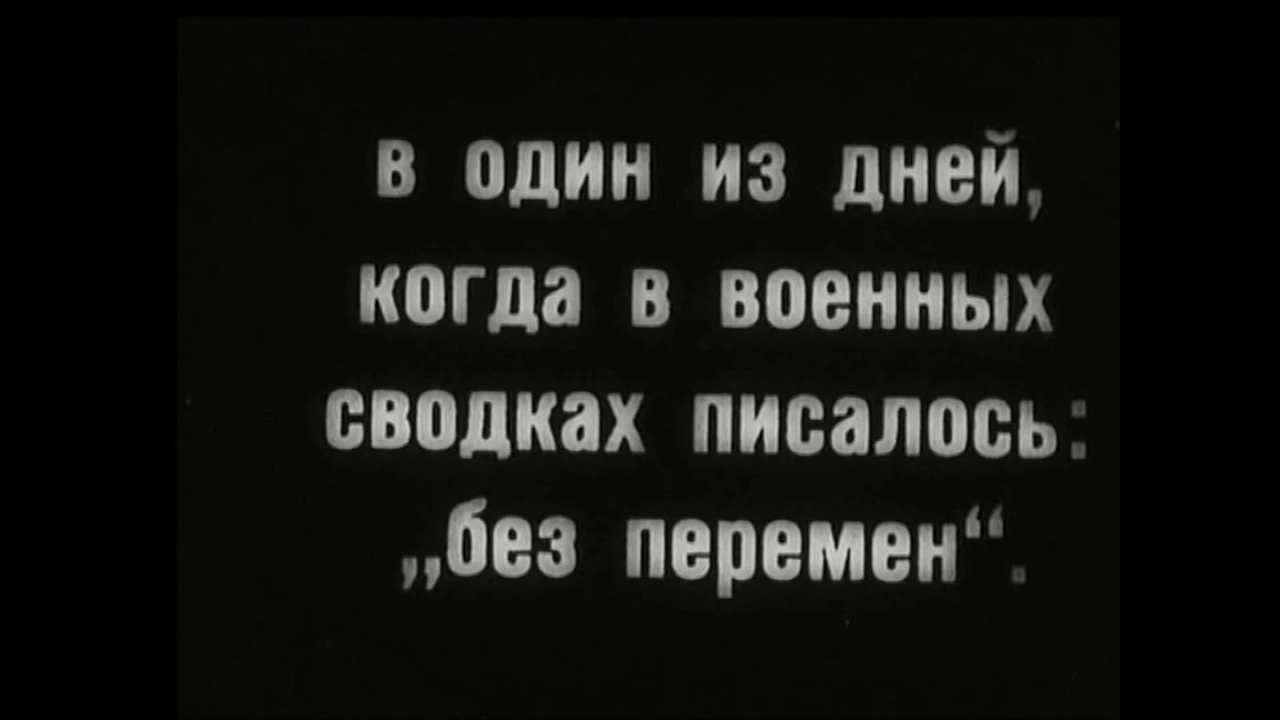 в один из дней,
когда в военных
сводках писалось:
„без перемен“.